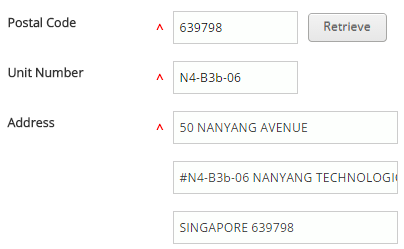 Postal Code ^ 639798 Retrieve
Unit Number ^ N4-B3b-06
Address ^ 50 NANYANG AVENUE
#N4-B3b-06 NANYANG TECHNOLOGI
SINGAPORE 639798